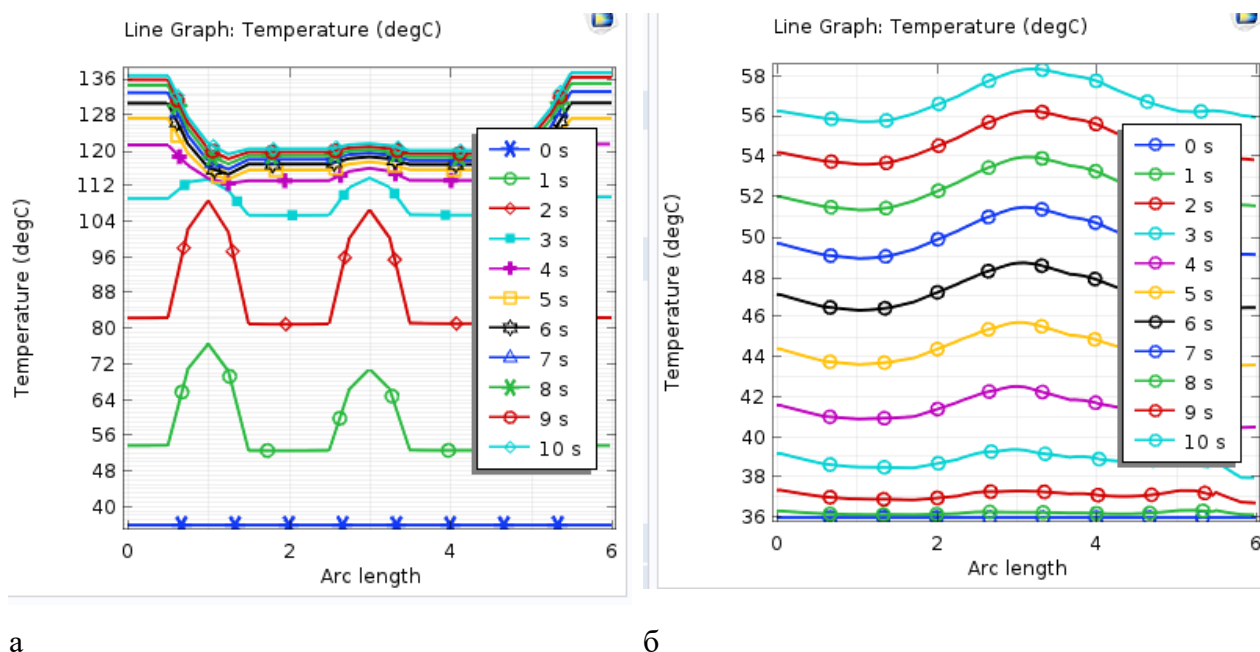 Line Graph: Temperature (degC)
Temperature (degC)
136
128
120
112
104
96
88
80
72
64
56
48
40
0 s
1 s
2 s
3 s
4 s
5 s
6 s
7 s
8 s
9 s
10 s
0
2
4
6
Arc length
а
Line Graph: Temperature (degC)
Temperature (degC)
58
56
54
52
50
48
46
44
42
40
38
36
0 s
1 s
2 s
3 s
4 s
5 s
6 s
7 s
8 s
9 s
10 s
0
2
4
6
Arc length
б